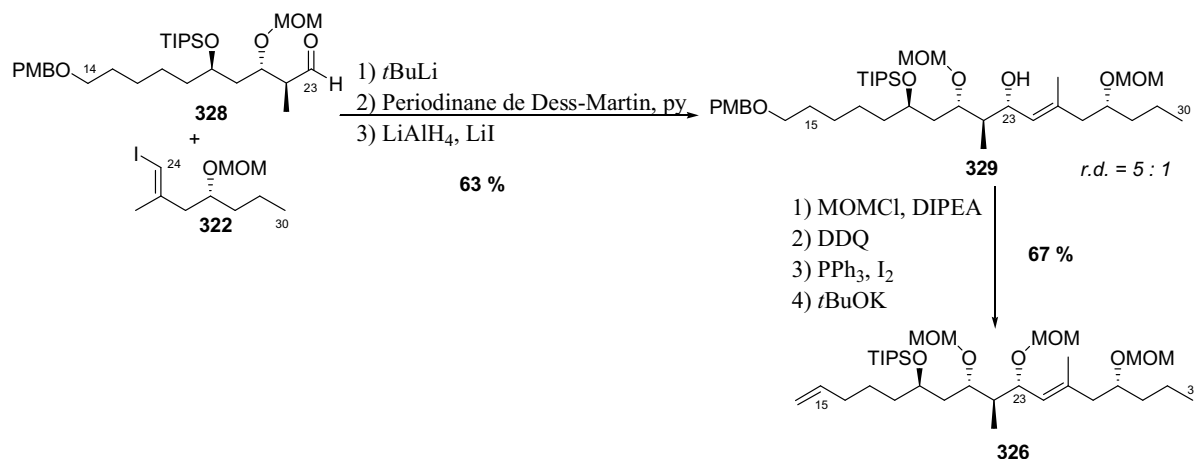 MOM
TIPSO
O
O
PMBO
14
H
23
328
+
I
24
OMOM
322
30
1) tBuLi
2) Periodinane de Dess-Martin, py
3) LiAlH4, LiI
63 %
MOM
TIPSO
O
OH
OMOM
PMBO
15
23
30
329
r.d. = 5 : 1
1) MOMCl, DIPEA
2) DDQ
3) PPh3, I2
4) tBuOK
67 %
MOM
MOM
TIPSO
O
O
OMOM
15
23
3
326